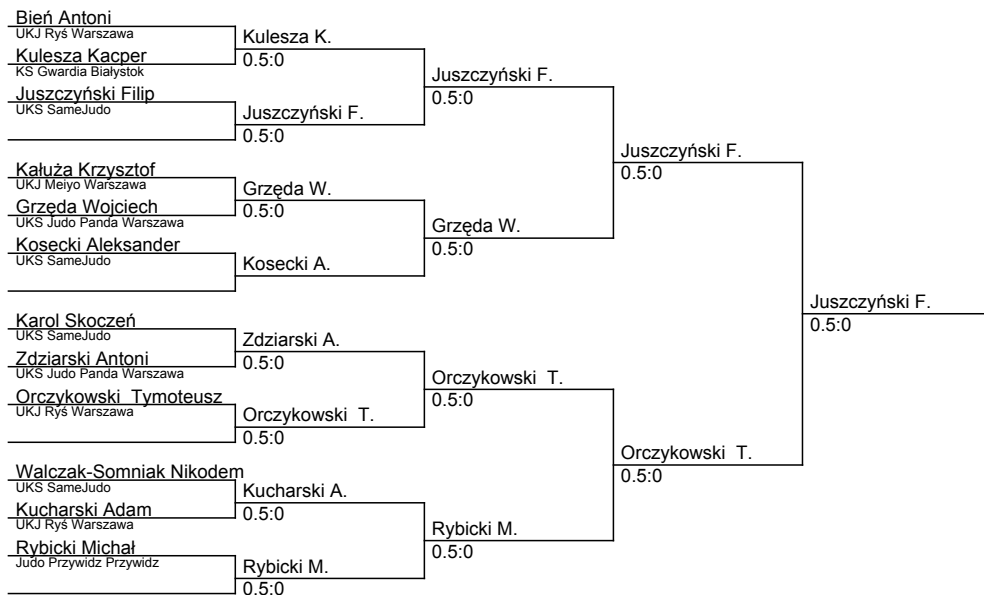 Bień Antoni
UKJ Ryś Warszawa
Kulesza Kacper
KS Gwardia Białystok
Juszczyński Filip
UKS SameJudo
Kałuża Krzysztof
UKJ Meiyo Warszawa
Grzęda Wojciech
UKS Judo Panda Warszawa
Kosecki Aleksander
UKS SameJudo
Karol Skoczeń
UKS SameJudo
Zdziarski Antoni
UKS Judo Panda Warszawa
Orczykowski  Tymoteusz
UKJ Ryś Warszawa
Walczak-Somniak Nikodem
UKS SameJudo
Kucharski Adam
UKJ Ryś Warszawa
Rybicki Michał
Judo Przywidz Przywidz
Kulesza K.
0.5:0
Juszczyński F.
0.5:0
Grzęda W.
0.5:0
Kosecki A.
Zdziarski A.
0.5:0
Orczykowski  T.
0.5:0
Kucharski A.
0.5:0
Rybicki M.
0.5:0
Juszczyński F.
0.5:0
Grzęda W.
0.5:0
Orczykowski  T.
0.5:0
Rybicki M.
0.5:0
Juszczyński F.
0.5:0
Orczykowski  T.
0.5:0
Juszczyński F.
0.5:0